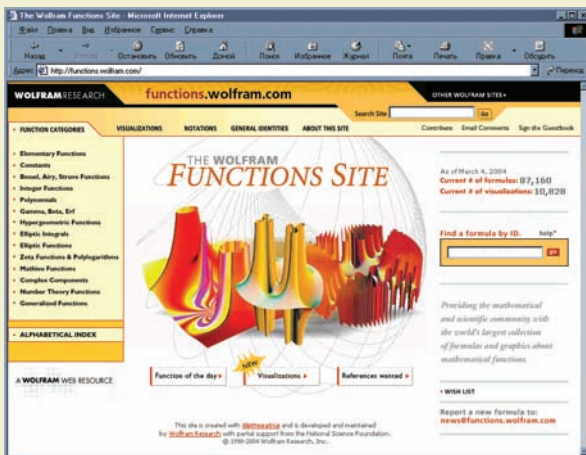 The Wolfram Functions Site - Microsoft Internet Explorer
Файл Правка Вид Избранное Сервис Справка
Назад Остановить Обновить Домой Поиск Избранное Журнал Почта Печать Правка Обсудить
Адрес http://functions.wolfram.com/ Переход
WOLFRAMRESEARCH functions.wolfram.com OTHER WOLFRAM SITES
Search Site Go
FUNCTION CATEGORIES VISUALIZATIONS NOTATIONS GENERAL IDENTITIES ABOUT THIS SITE Contribute Email Comments Sign the Guestbook
Elementary Functions
Constants
Bessel, Airy, Struve Functions
Integer Functions
Polynomials
Gamma, Beta, Erf
Hypergeometric Functions
Elliptic Integrals
Elliptic Functions
Zeta Functions & Polylogarithms
Mathieu Functions
Complex Components
Number Theory Functions
Generalized Functions
ALPHABETICAL INDEX
A WOLFRAM WEB RESOURCE
THE WOLFRAM
FUNCTIONS SITE
NEW
Function of the day
Visualizations
References wanted
This site is created with Mathematica and is developed and maintained
by Wolfram Research with partial support from the National Science Foundation.
© 1998-2004 Wolfram Research, Inc.
As of March 4, 2004
Current # of formulas: 87,160
Current # of visualizations: 10,828
Find a formula by ID. help*
Providing the mathematical
and scientific community with
the world's largest collection
of formulas and graphics about
mathematical functions.
WISH LIST
Report a new formula to:
news@functions.wolfram.com